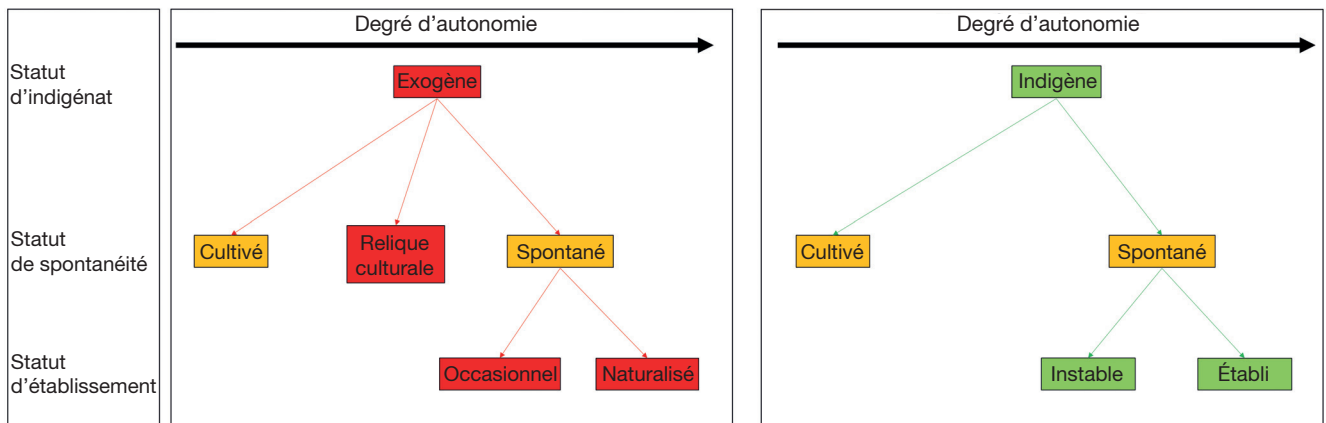 Degré d’autonomie
Degré d’autonomie
Statut
d’indigénat
Exogène
Indigène
Statut
de spontanéité
Cultivé
Relique
culturale
Spontané
Cultivé
Spontané
Statut
d’établissement
Occasionnel
Naturalisé
Instable
Établi